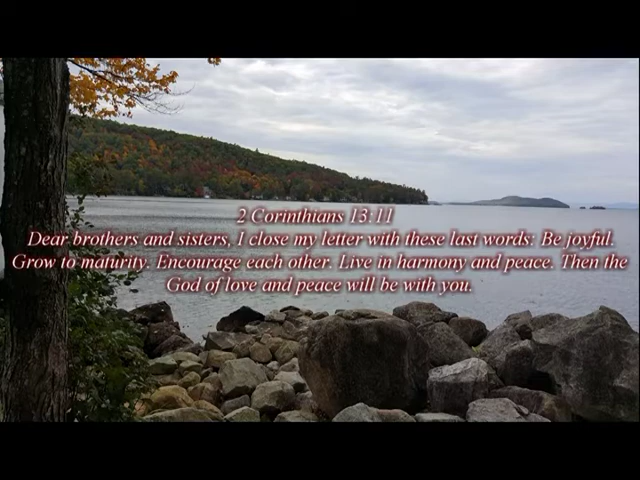 2 Corinthians 13:11
Dear brothers and sisters, I close my letter with these last words: Be joyful.
Grow to maturity. Encourage each other. Live in harmony and peace. Then the
God of love and peace will be with you.